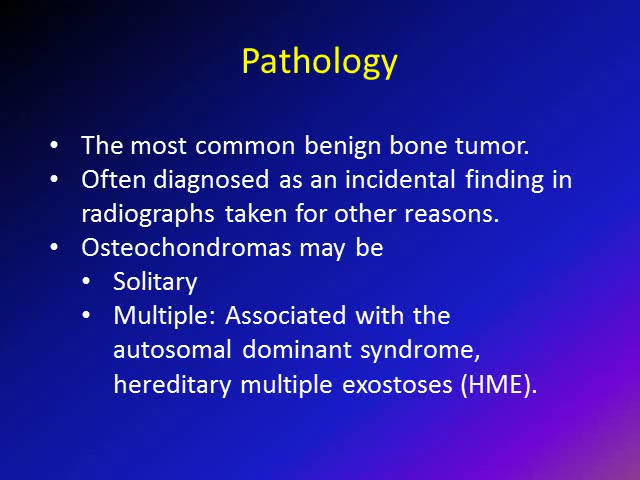 Pathology
• The most common benign bone tumor.
• Often diagnosed as an incidental finding in
radiographs taken for other reasons.
• Osteochondromas may be
• Solitary
• Multiple: Associated with the
autosomal dominant syndrome,
hereditary multiple exostoses (HME).